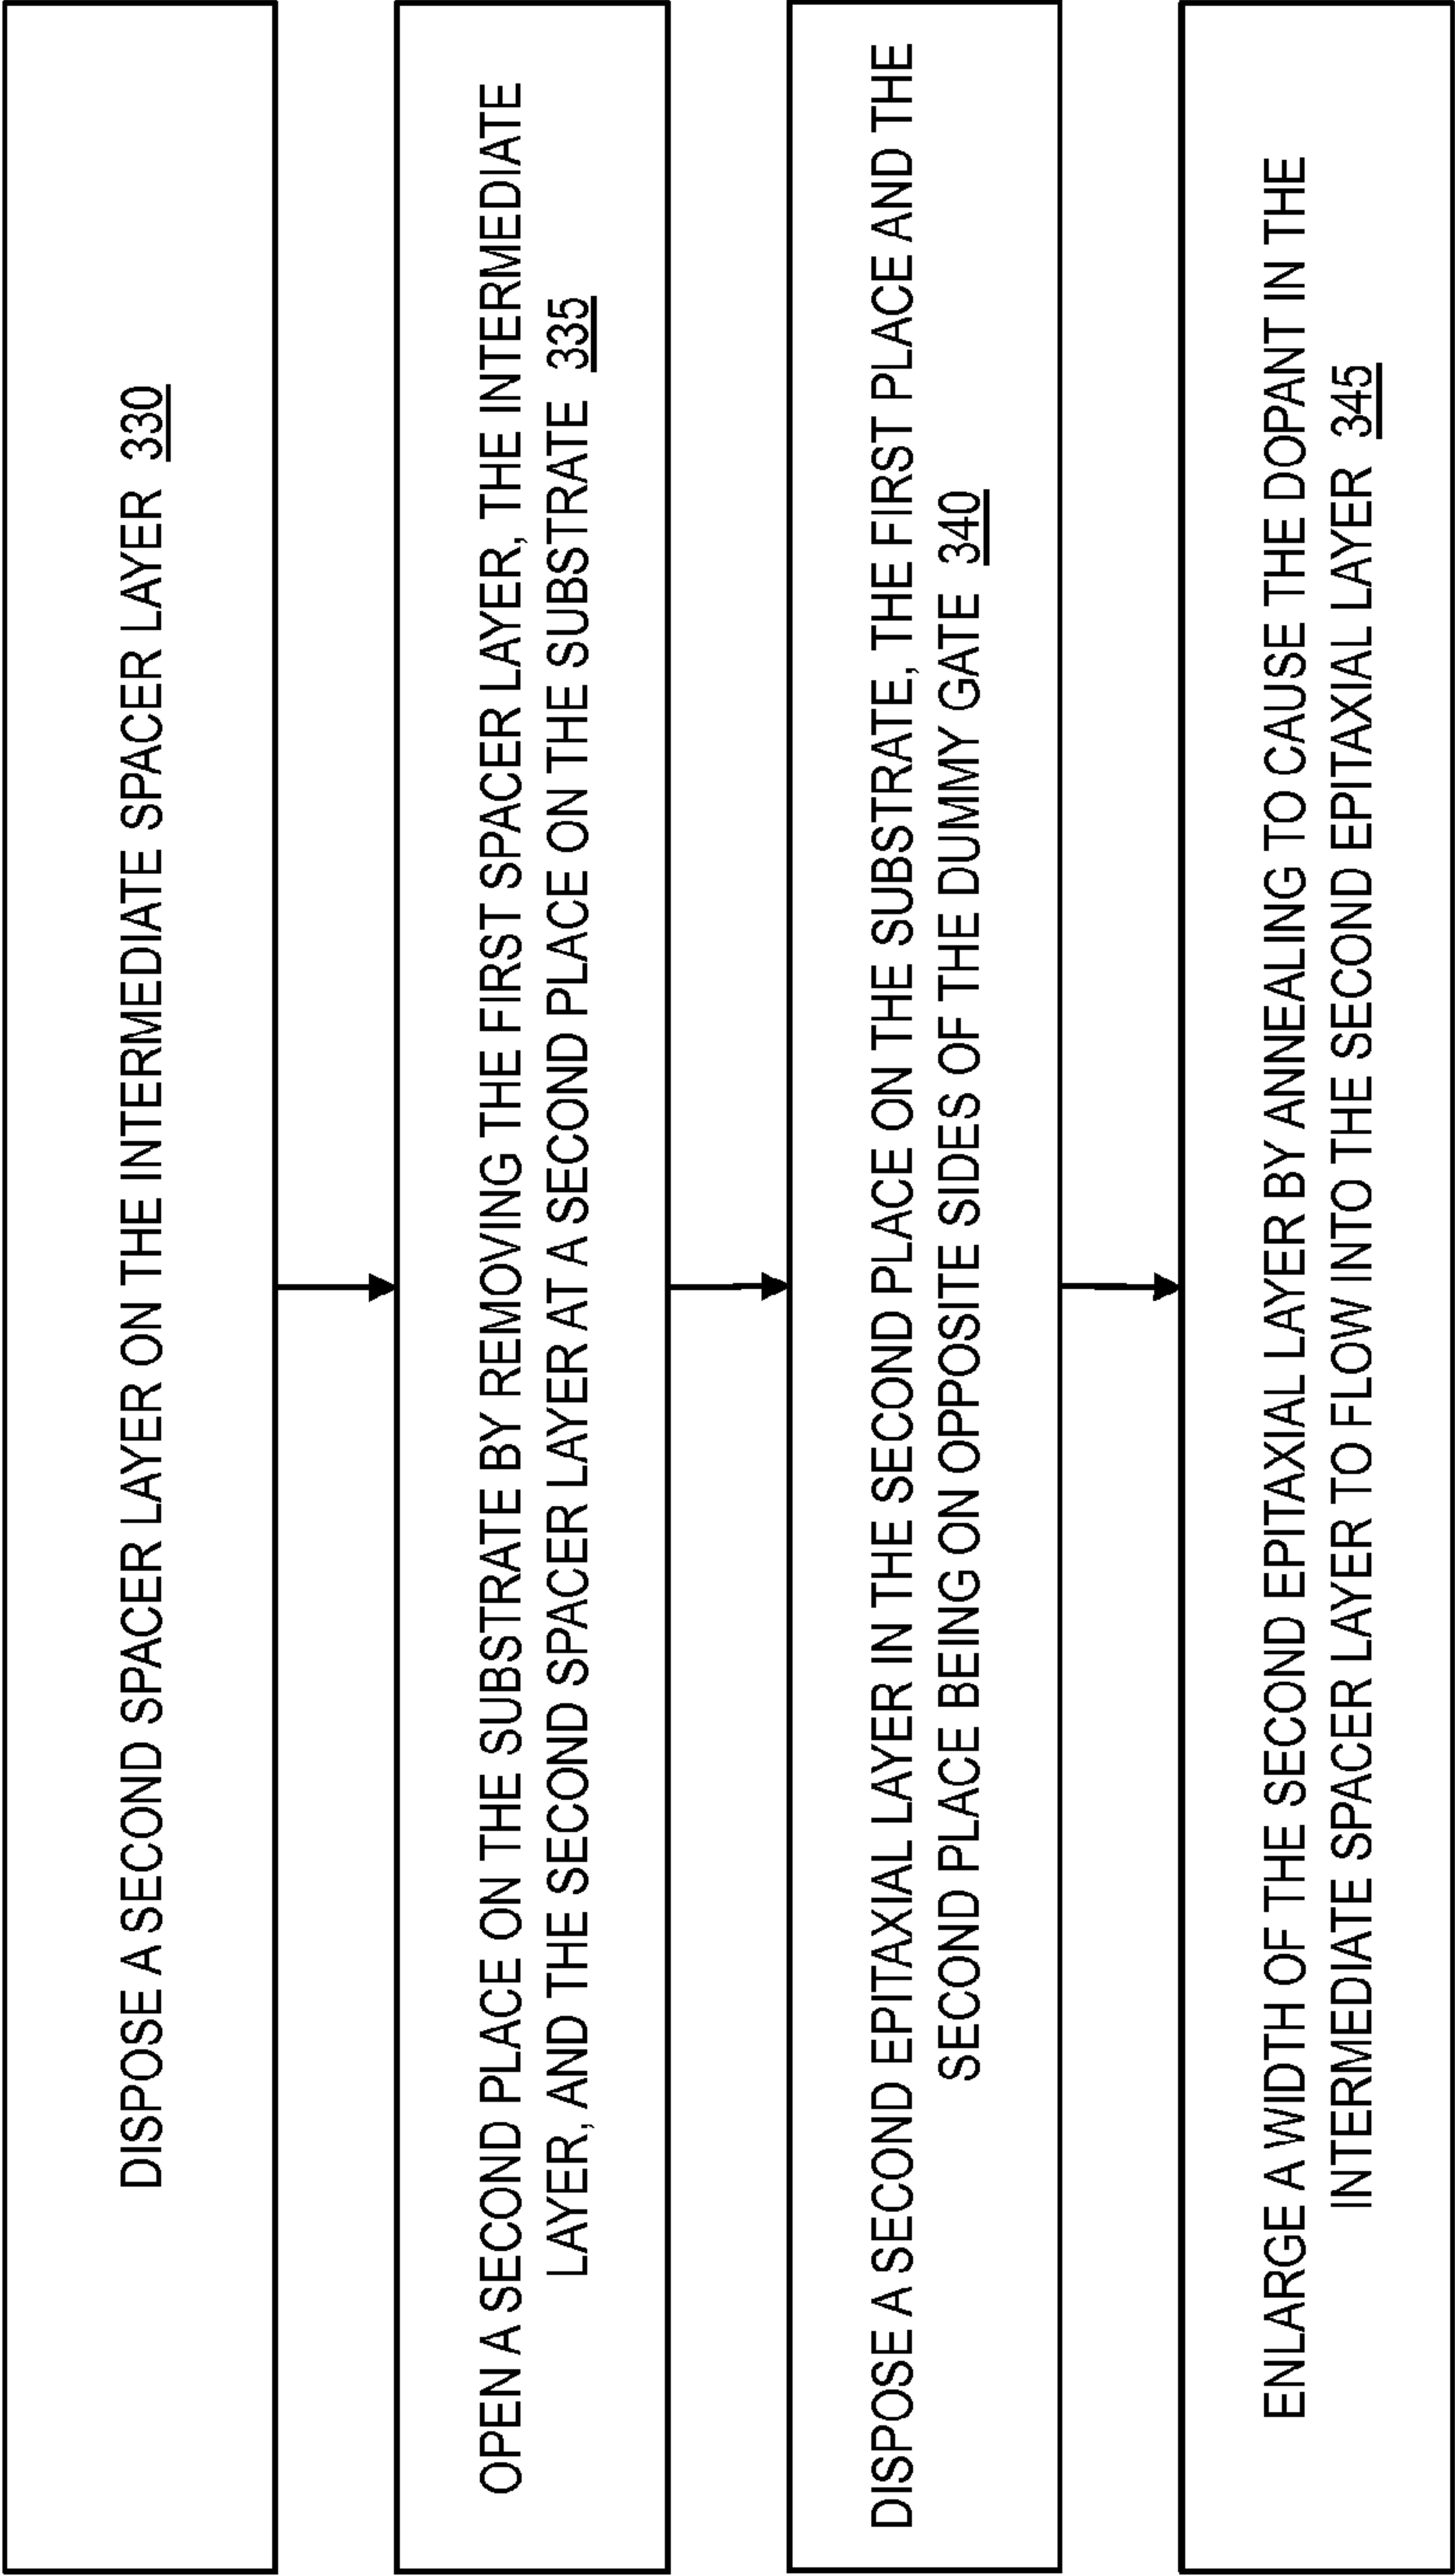 DISPOSE A SECOND SPACER LAYER ON THE INTERMEDIATE SPACER LAYER 330
OPEN A SECOND PLACE ON THE SUBSTRATE BY REMOVING THE FIRST SPACER LAYER, THE INTERMEDIATE
LAYER, AND THE SECOND SPACER LAYER AT A SECOND PLACE ON THE SUBSTRATE 335
DISPOSE A SECOND EPITAXIAL LAYER IN THE SECOND PLACE ON THE SUBSTRATE, THE FIRST PLACE AND THE
SECOND PLACE BEING ON OPPOSITE SIDES OF THE DUMMY GATE 340
ENLARGE A WIDTH OF THE SECOND EPITAXIAL LAYER BY ANNEALING TO CAUSE THE DOPANT IN THE
INTERMEDIATE SPACER LAYER TO FLOW INTO THE SECOND EPITAXIAL LAYER 345